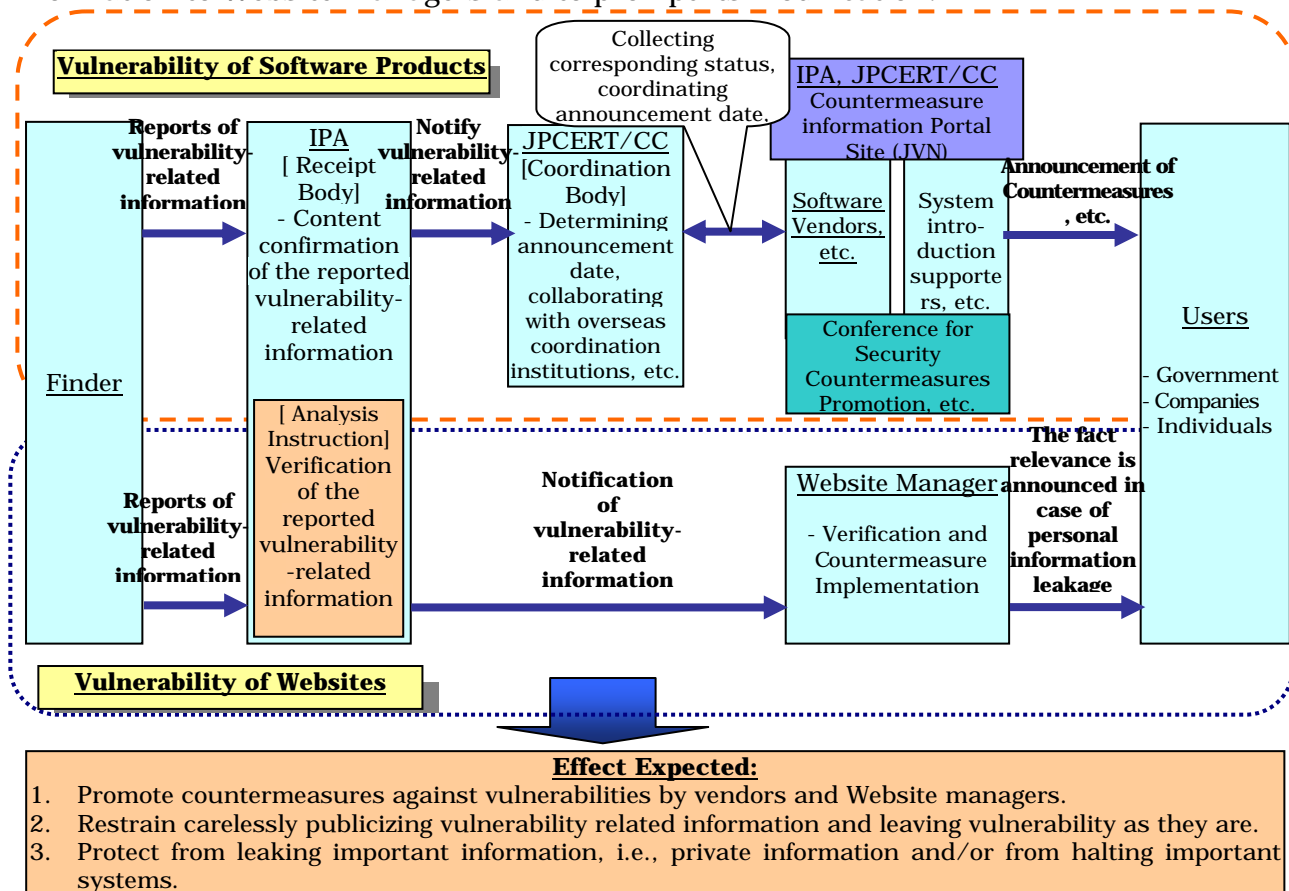 Vulnerability of Software Products
Collecting
corresponding status,
coordinating
announcement date,
IPA, JPCERT/CC
Countermeasure
information Portal
Site (JVN)
Finder
Reports of
vulnerability-
related
information
IPA
[ Receipt
Body]
- Content
confirmation
of the reported
vulnerability-
related
information
Notify
vulnerability-
related
information
JPCERT/CC
[Coordination
Body]
- Determining
announcement
date,
collaborating
with overseas
coordination
institutions, etc.
Software
Vendors,
etc.
System
intro-
duction
supporte
rs, etc.
Conference for
Security
Countermeasures
Promotion, etc.
Announcement of
Countermeasures
, etc.
Users
- Government
- Companies
- Individuals
Reports of
vulnerability-
related
information
[ Analysis
Instruction]
Verification
of the
reported
vulnerability
-related
information
Notification
of
vulnerability-
related
information
Website Manager
- Verification and
Countermeasure
Implementation
The fact
relevance is
announced in
case of
personal
information
leakage
Vulnerability of Websites
Effect Expected:
1. Promote countermeasures against vulnerabilities by vendors and Website managers.
2. Restrain carelessly publicizing vulnerability related information and leaving vulnerability as they are.
3. Protect from leaking important information, i.e., private information and/or from halting important
systems.